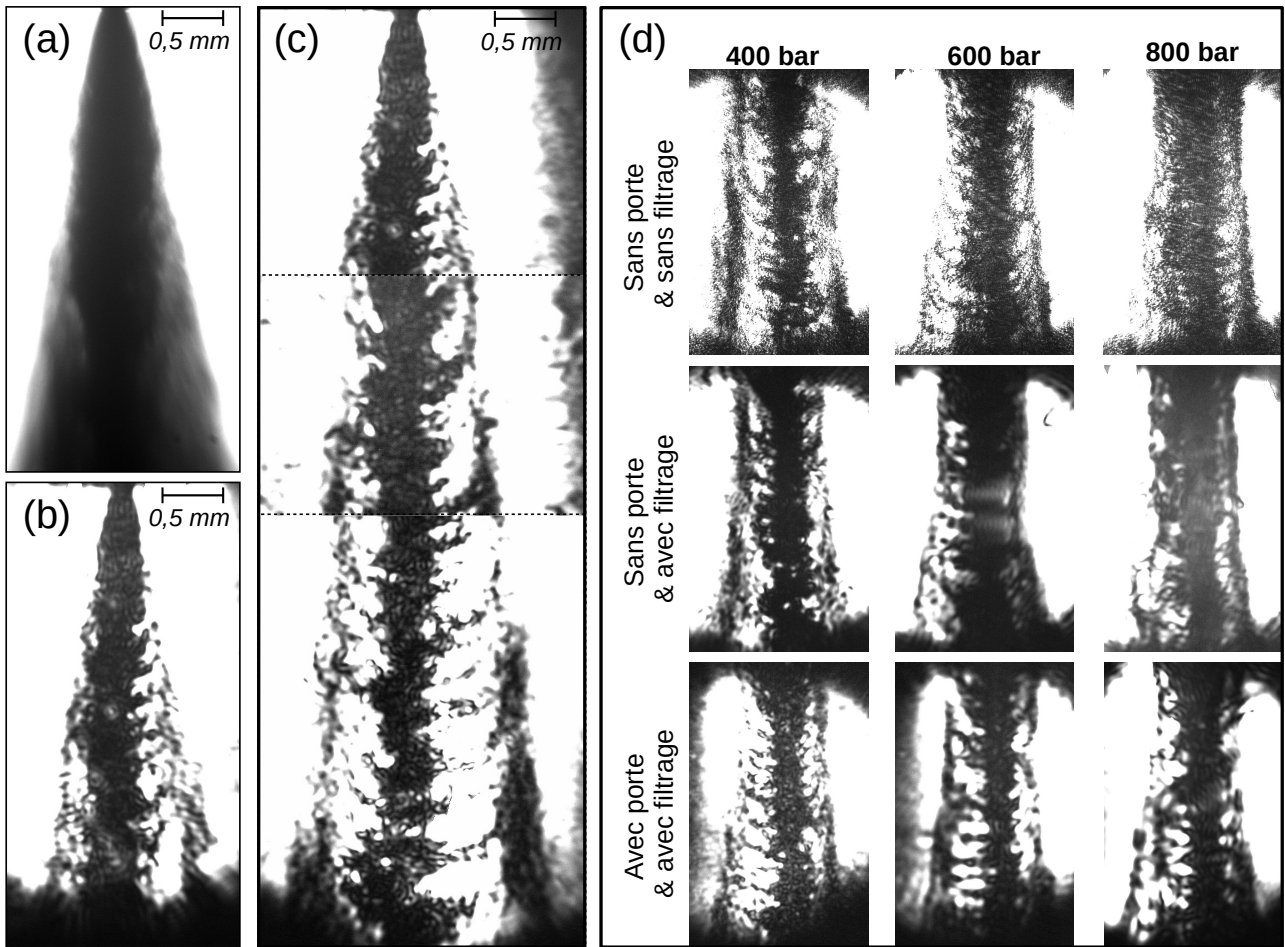 (a)
0,5 mm
(b)
0,5 mm
(c)
0,5 mm
(d)
400 bar
600 bar
800 bar
Sans porte
& sans filtrage
Sans porte
& avec filtrage
Avec porte
& avec filtrage